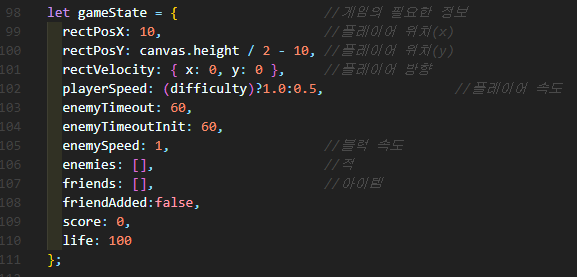 98 let gameState = { //게임의 필요한 정보
99 rectPosX: 10, //플레이어 위치(x)
100 rectPosY: canvas.height / 2 - 10, //플레이어 위치(y)
101 rectVelocity: { x: 0, y: 0 }, //플레이어 방향
102 playerSpeed: (difficulty)?1.0:0.5, //플레이어 속도
103 enemyTimeout: 60,
104 enemyTimeoutInit: 60,
105 enemySpeed: 1, //블럭 속도
106 enemies: [], //적
107 friends: [], //아이템
108 friendAdded:false,
109 score: 0,
110 life: 100
111 };